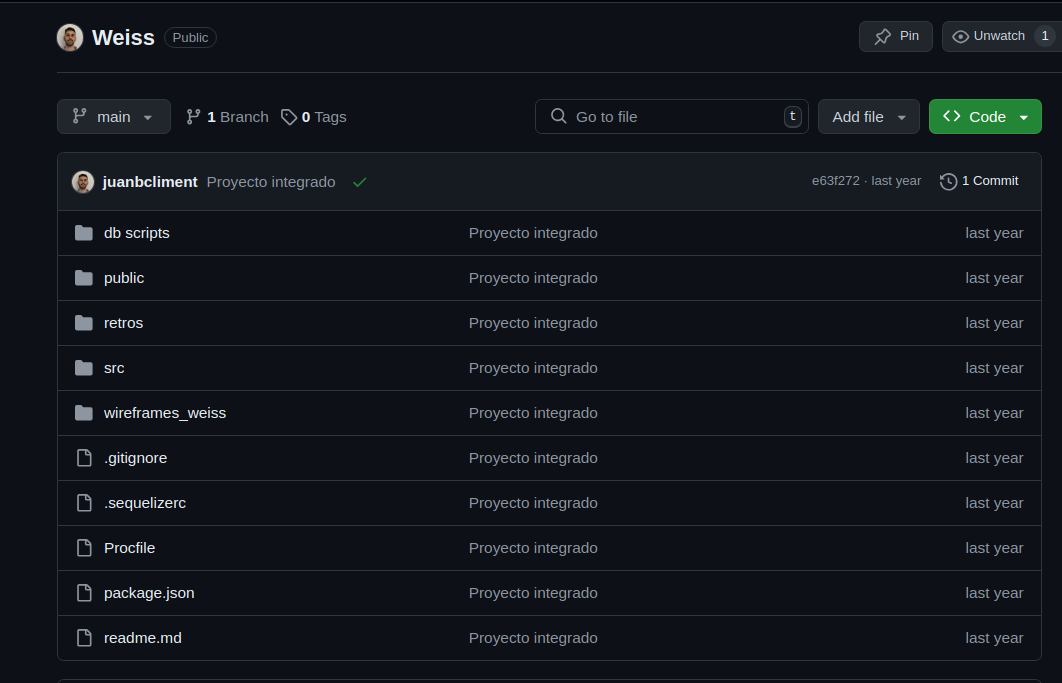 Weiss Public Pin Unwatch 1
main 1 Branch 0 Tags Go to file t Add file Code
juanbcliment Proyecto integrado e63f272 · last year 1 Commit
db scripts Proyecto integrado last year
public Proyecto integrado last year
retros Proyecto integrado last year
src Proyecto integrado last year
wireframes_weiss Proyecto integrado last year
.gitignore Proyecto integrado last year
.sequelizerc Proyecto integrado last year
Procfile Proyecto integrado last year
package.json Proyecto integrado last year
readme.md Proyecto integrado last year